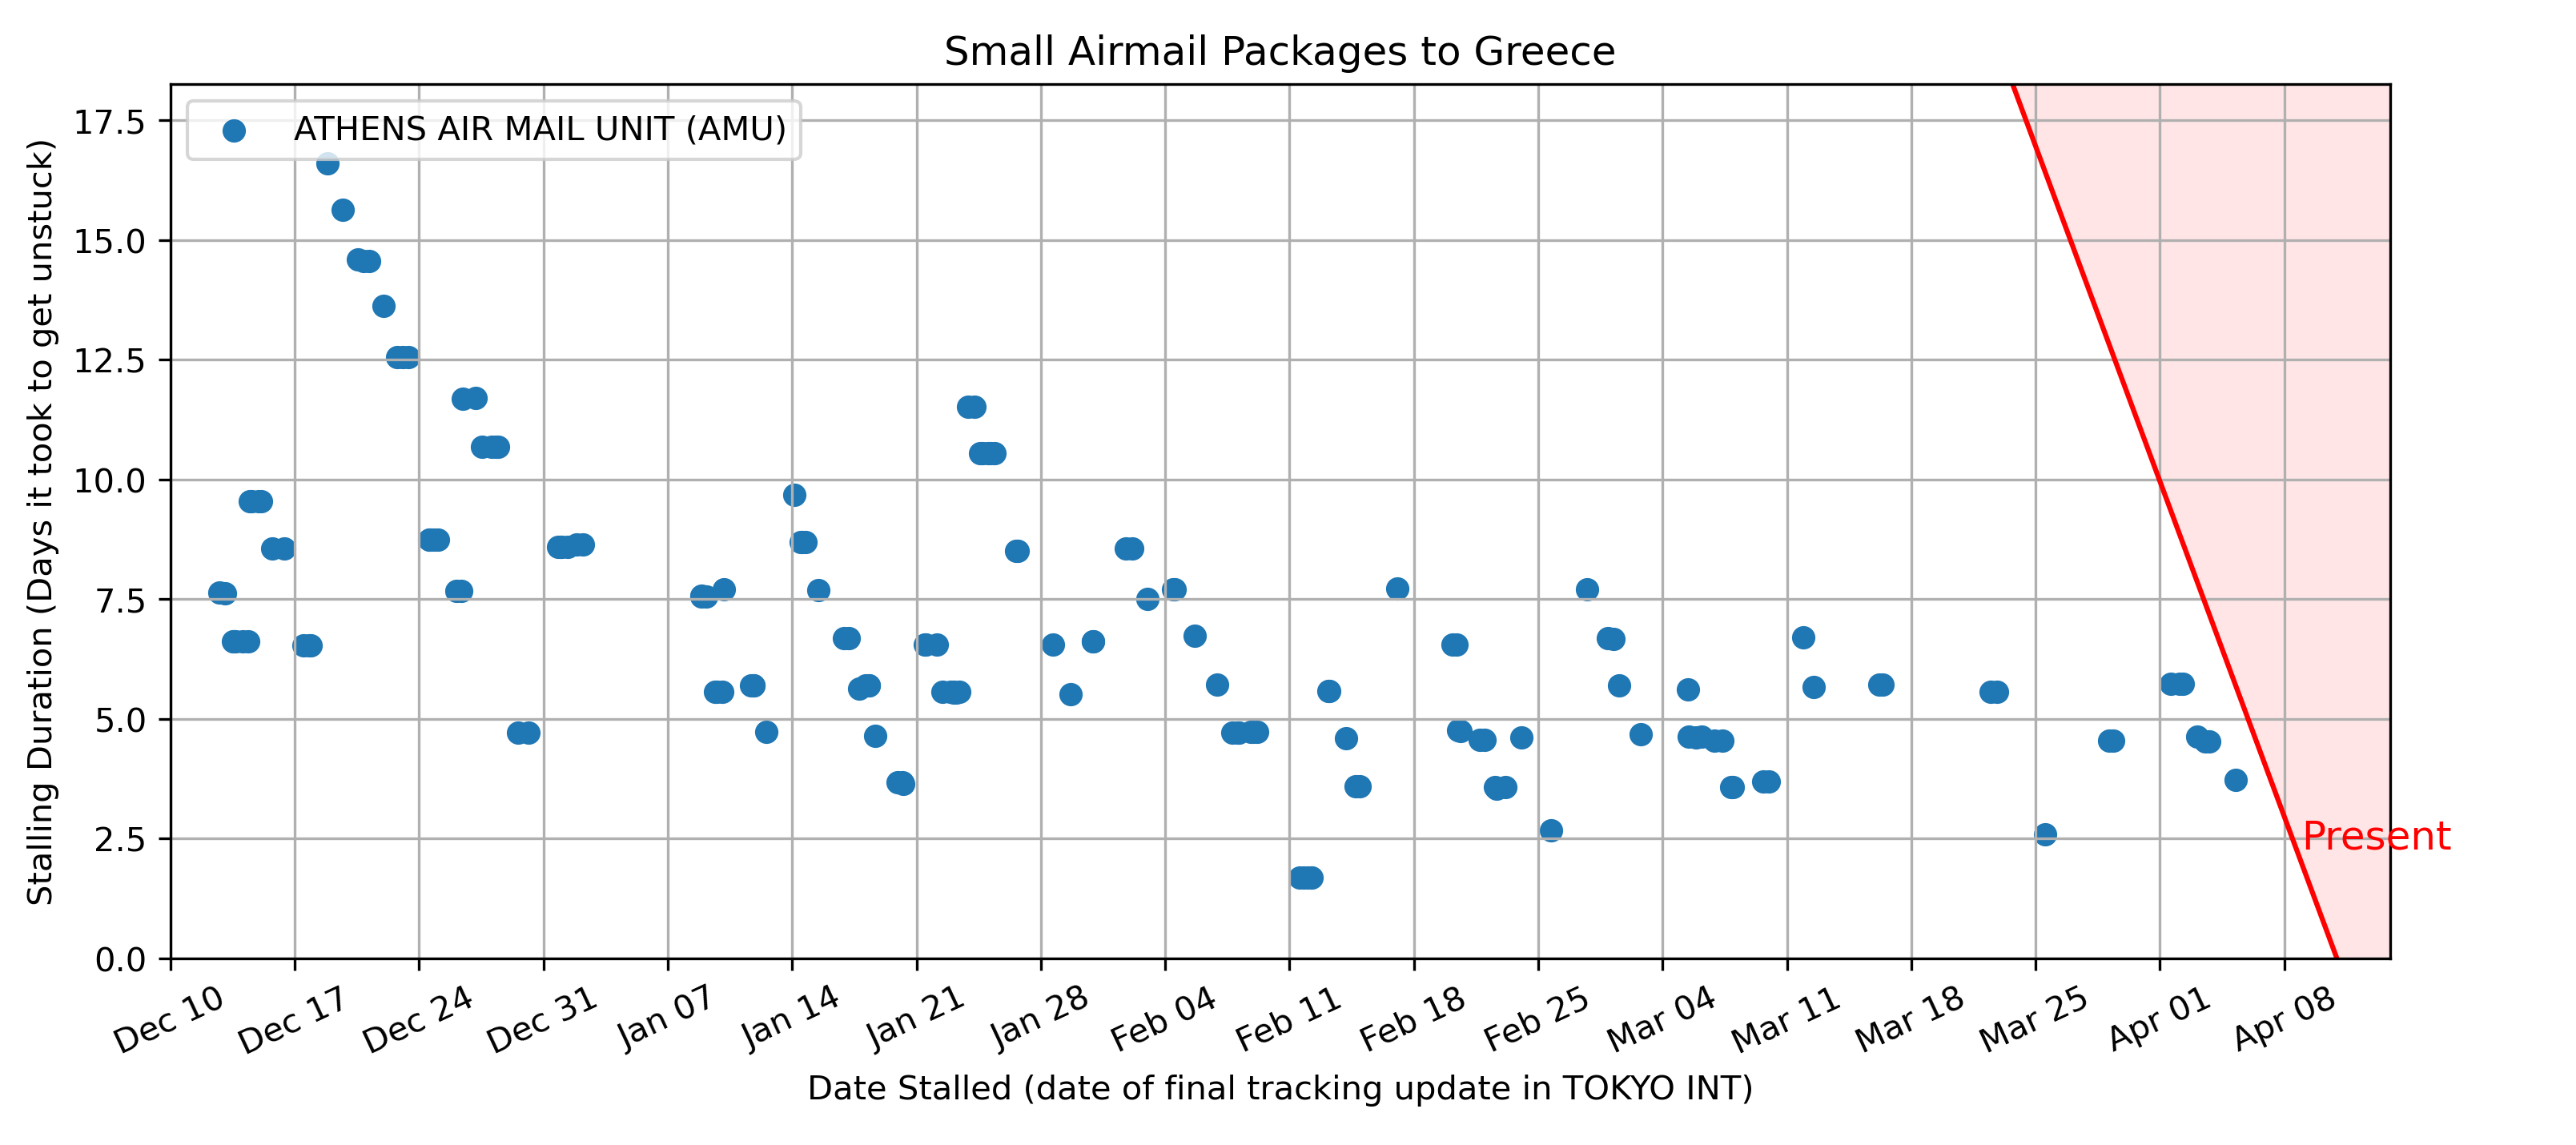 Small Airmail Packages to Greece
ATHENS AIR MAIL UNIT (AMU)
Stalling Duration (Days it took to get unstuck)
17.5
15.0
12.5
10.0
7.5
5.0
2.5
0.0
Present
Dec 10 Dec 17 Dec 24 Dec 31 Jan 07 Jan 14 Jan 21 Jan 28 Feb 04 Feb 11 Feb 18 Feb 25 Mar 04 Mar 11 Mar 18 Mar 25 Apr 01 Apr 08
Date Stalled (date of final tracking update in TOKYO INT)